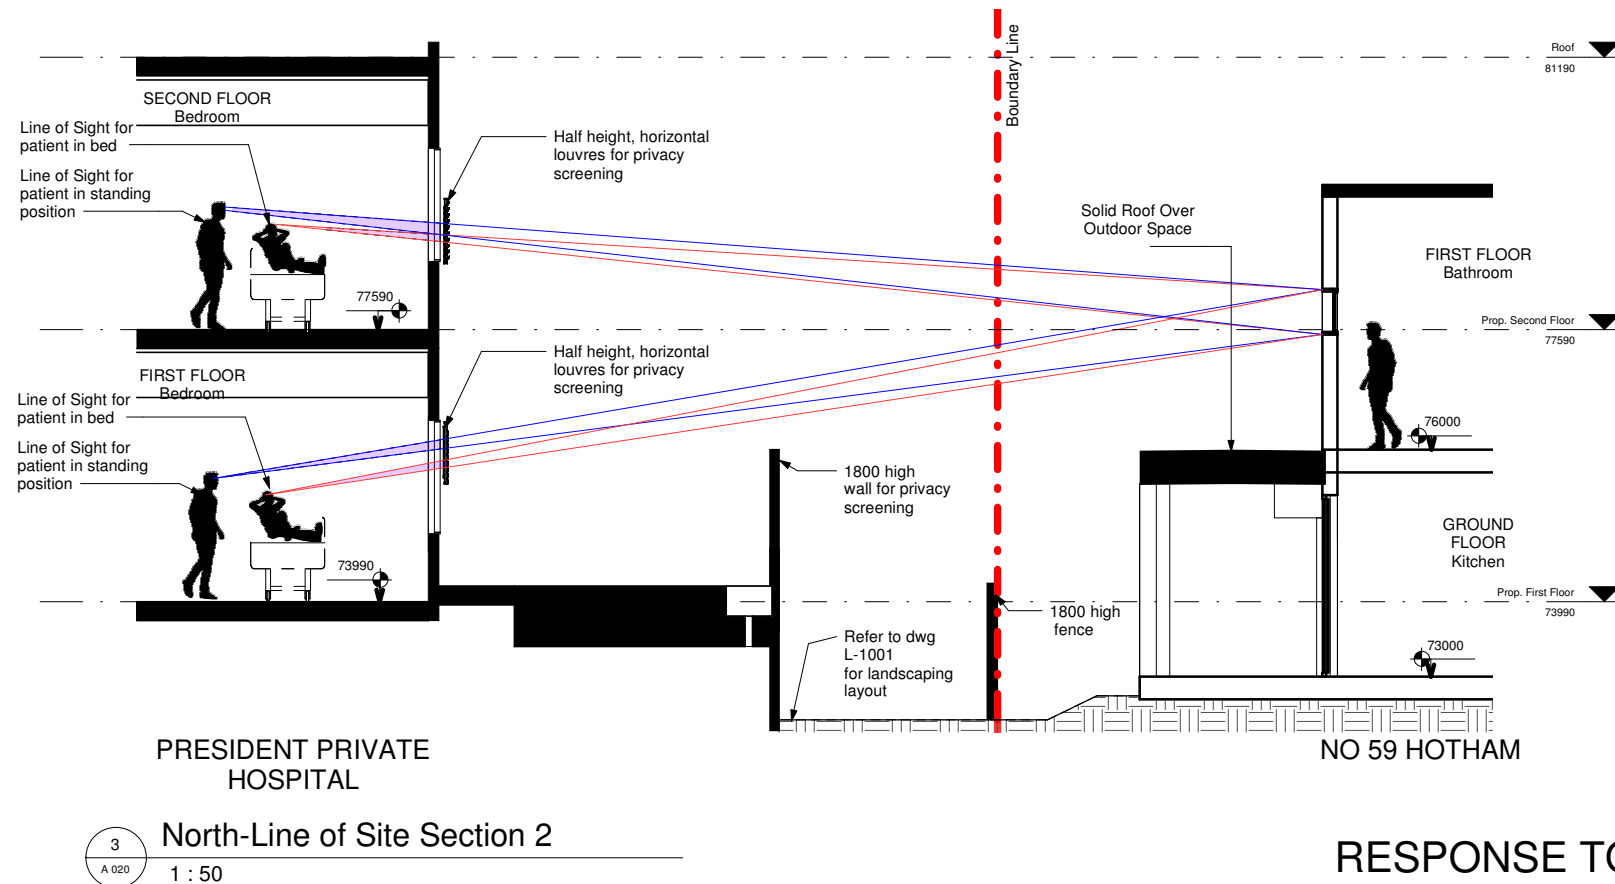 Roof
81190
Boundary Line
SECOND FLOOR
Bedroom
Line of Sight for
patient in bed
Line of Sight for
patient in standing
position
Half height, horizontal
louvres for privacy
screening
Solid Roof Over
Outdoor Space
FIRST FLOOR
Bathroom
77590
Prop. Second Floor
77590
Half height, horizontal
louvres for privacy
screening
FIRST FLOOR
Bedroom
Line of Sight for
patient in bed
Line of Sight for
patient in standing
position
76000
1800 high
wall for privacy
screening
GROUND
FLOOR
Kitchen
73990
Prop. First Floor
73990
1800 high
fence
Refer to dwg
L-1001
for landscaping
layout
73000
PRESIDENT PRIVATE
HOSPITAL
NO 59 HOTHAM
3
A 020
North-Line of Site Section 2
1 : 50
RESPONSE TO